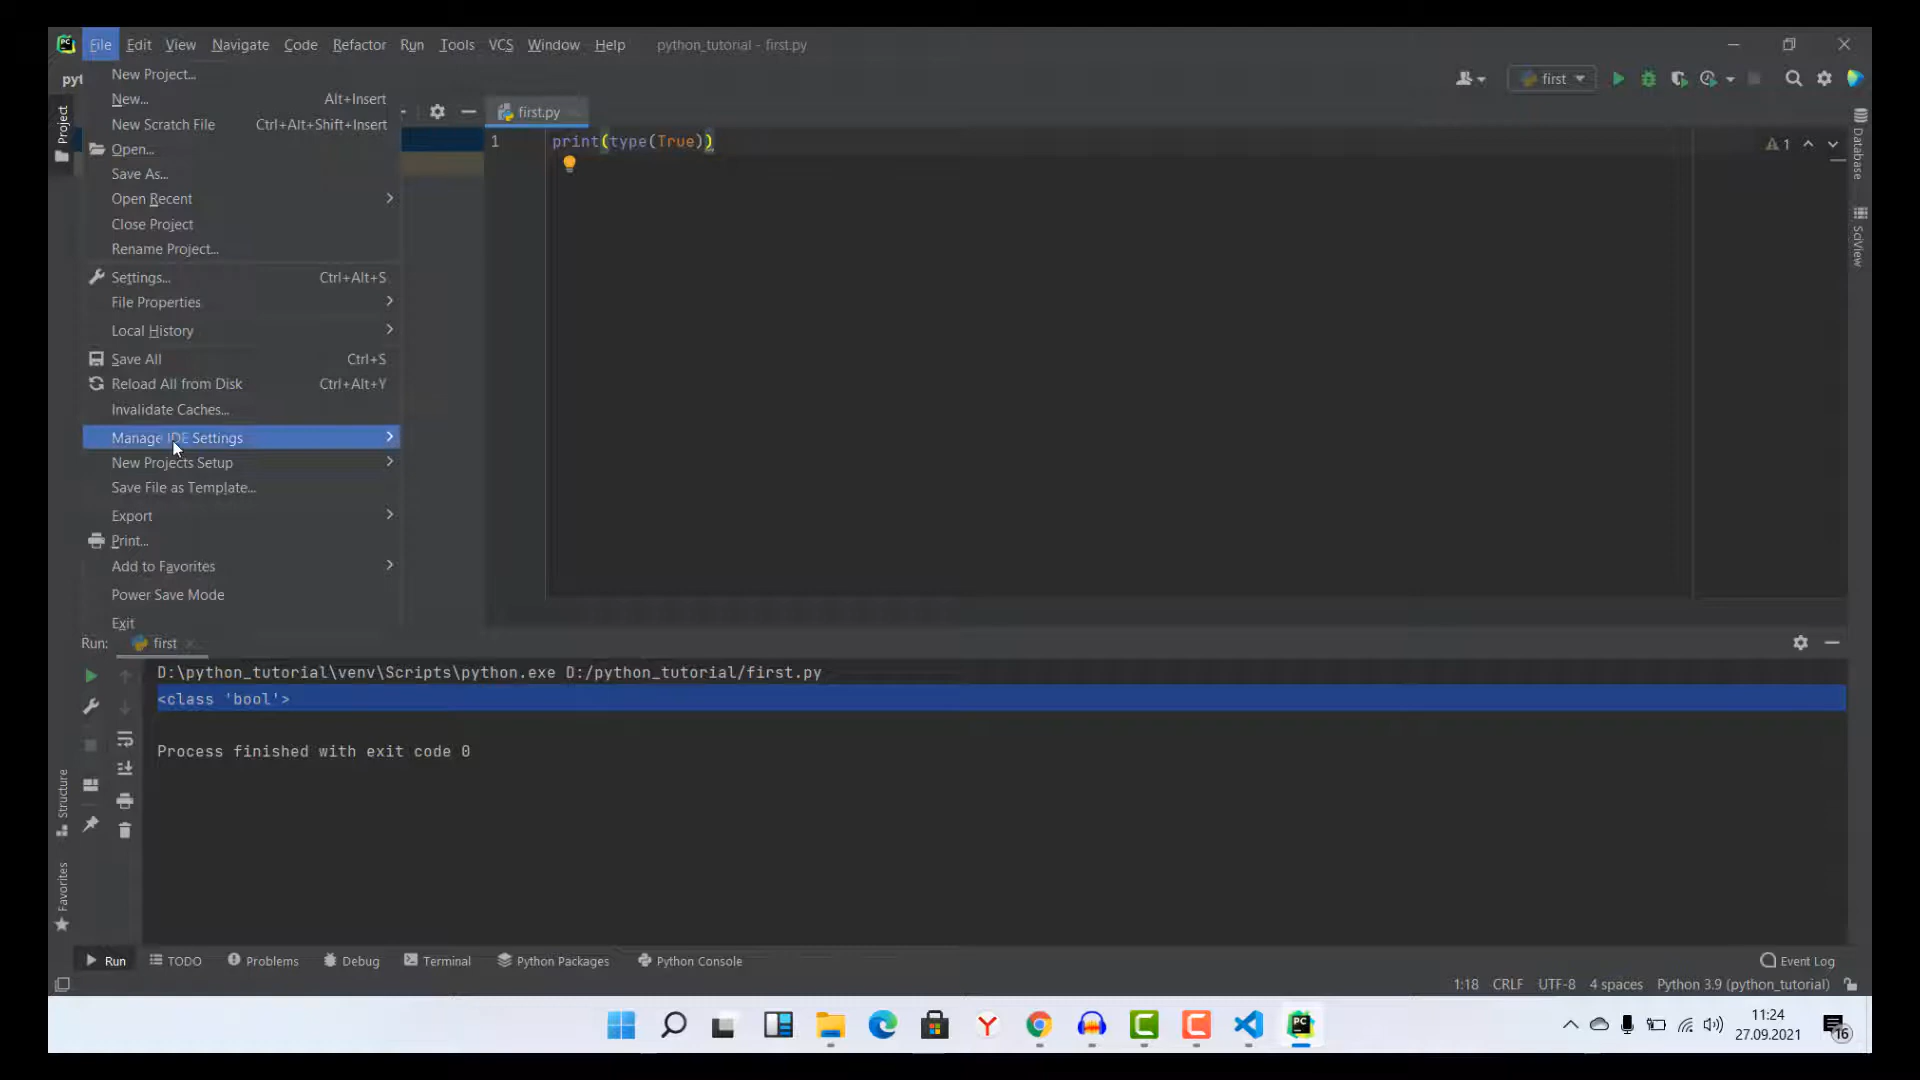 File Edit View Navigate Code Refactor Run Tools VCS Window Help python_tutorial - first.py
New Project...
first
New... Alt+Insert
New Scratch File Ctrl+Alt+Shift+Insert
first.py
Project
Open...
1 print(type(True))
1
Database
Save As...
Open Recent
Close Project
SciView
Rename Project...
Settings... Ctrl+Alt+S
File Properties
Local History
Save All Ctrl+S
Reload All from Disk Ctrl+Alt+Y
Invalidate Caches...
Manage IDE Settings
New Projects Setup
Save File as Template...
Export
Print...
Add to Favorites
Power Save Mode
Exit
Run: first
D:\python_tutorial\venv\Scripts\python.exe D:/python_tutorial/first.py
<class 'bool'>
Process finished with exit code 0
Structure
Favorites
Run TODO Problems Debug Terminal Python Packages Python Console Event Log
1:18 CRLF UTF-8 4 spaces Python 3.9 (python_tutorial)
11:24
27.09.2021
16